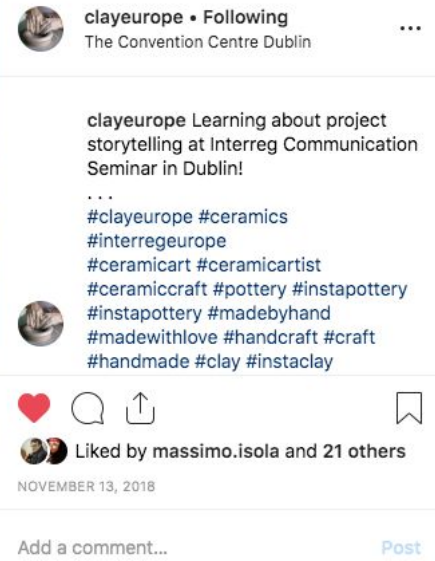 clayeurope • Following
The Convention Centre Dublin
...
clayeurope Learning about project
storytelling at Interreg Communication
Seminar in Dublin!
. . .
#clayeurope #ceramics
#interregeurope
#ceramicart #ceramicartist
#ceramiccraft #pottery #instapottery
#instapottery #madebyhand
#madewithlove #handcraft #craft
#handmade #clay #instaclay
Liked by massimo.isola and 21 others
NOVEMBER 13, 2018
Add a comment... Post